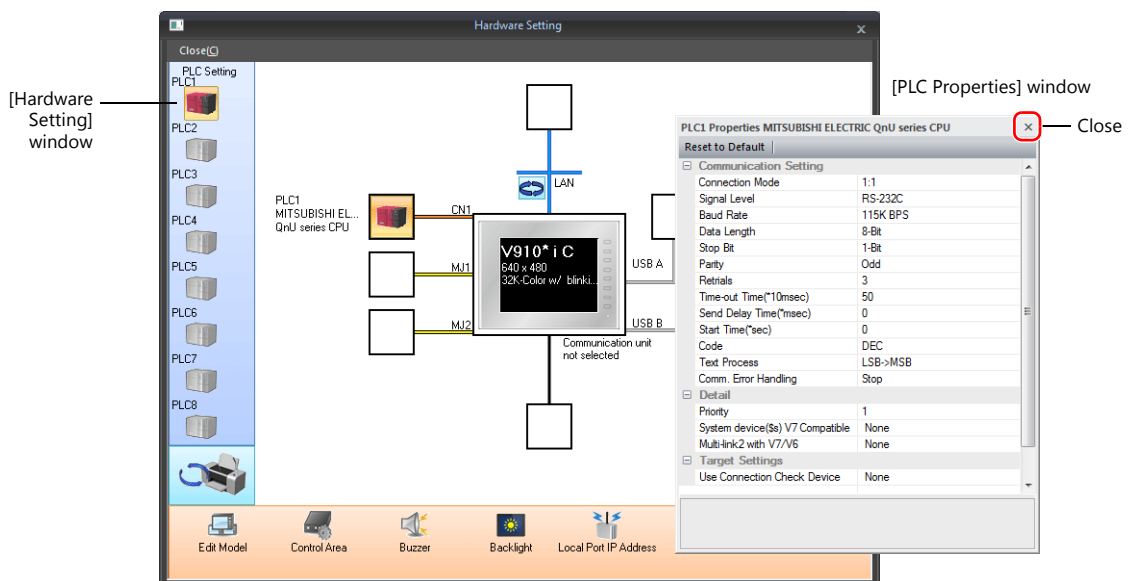 Hardware Setting
x
Close(C)
[Hardware
Setting]
window
PLC Setting
PLC1
PLC2
PLC3
PLC4
PLC5
PLC6
PLC7
PLC8
LAN
PLC1
MITSUBISHI EL...
QnU series CPU
CN1
MJ1
MJ2
V910* i C
640 x 480
32K-Color w/ blinki...
USB A
USB B
Communication unit
not selected
Edit Model
Control Area
Buzzer
Backlight
Local Port IP Address
[PLC Properties] window
Close
PLC1 Properties MITSUBISHI ELECTRIC QnU series CPU
Reset to Default
Communication Setting
Connection Mode 1:1
Signal Level RS-232C
Baud Rate 115K BPS
Data Length 8-Bit
Stop Bit 1-Bit
Parity Odd
Retrials 3
Time-out Time(*10msec) 50
Send Delay Time(*msec) 0
Start Time(*sec) 0
Code DEC
Text Process LSB->MSB
Comm. Error Handling Stop
Detail
Priority 1
System device($s) V7 Compatible None
Multi-link2 with V7/V6 None
Target Settings
Use Connection Check Device None